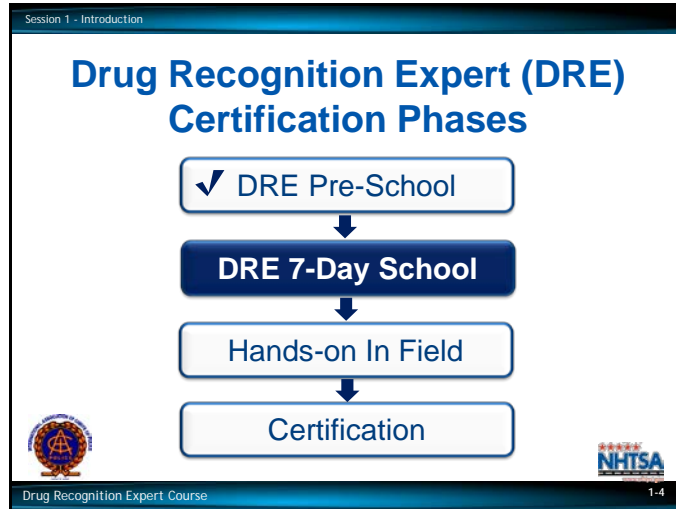 Session 1 - Introduction
Drug Recognition Expert (DRE)
Certification Phases
DRE Pre-School
DRE 7-Day School
Hands-on In Field
Certification
POLICE
NHTSA
Drug Recognition Expert Course
1-4